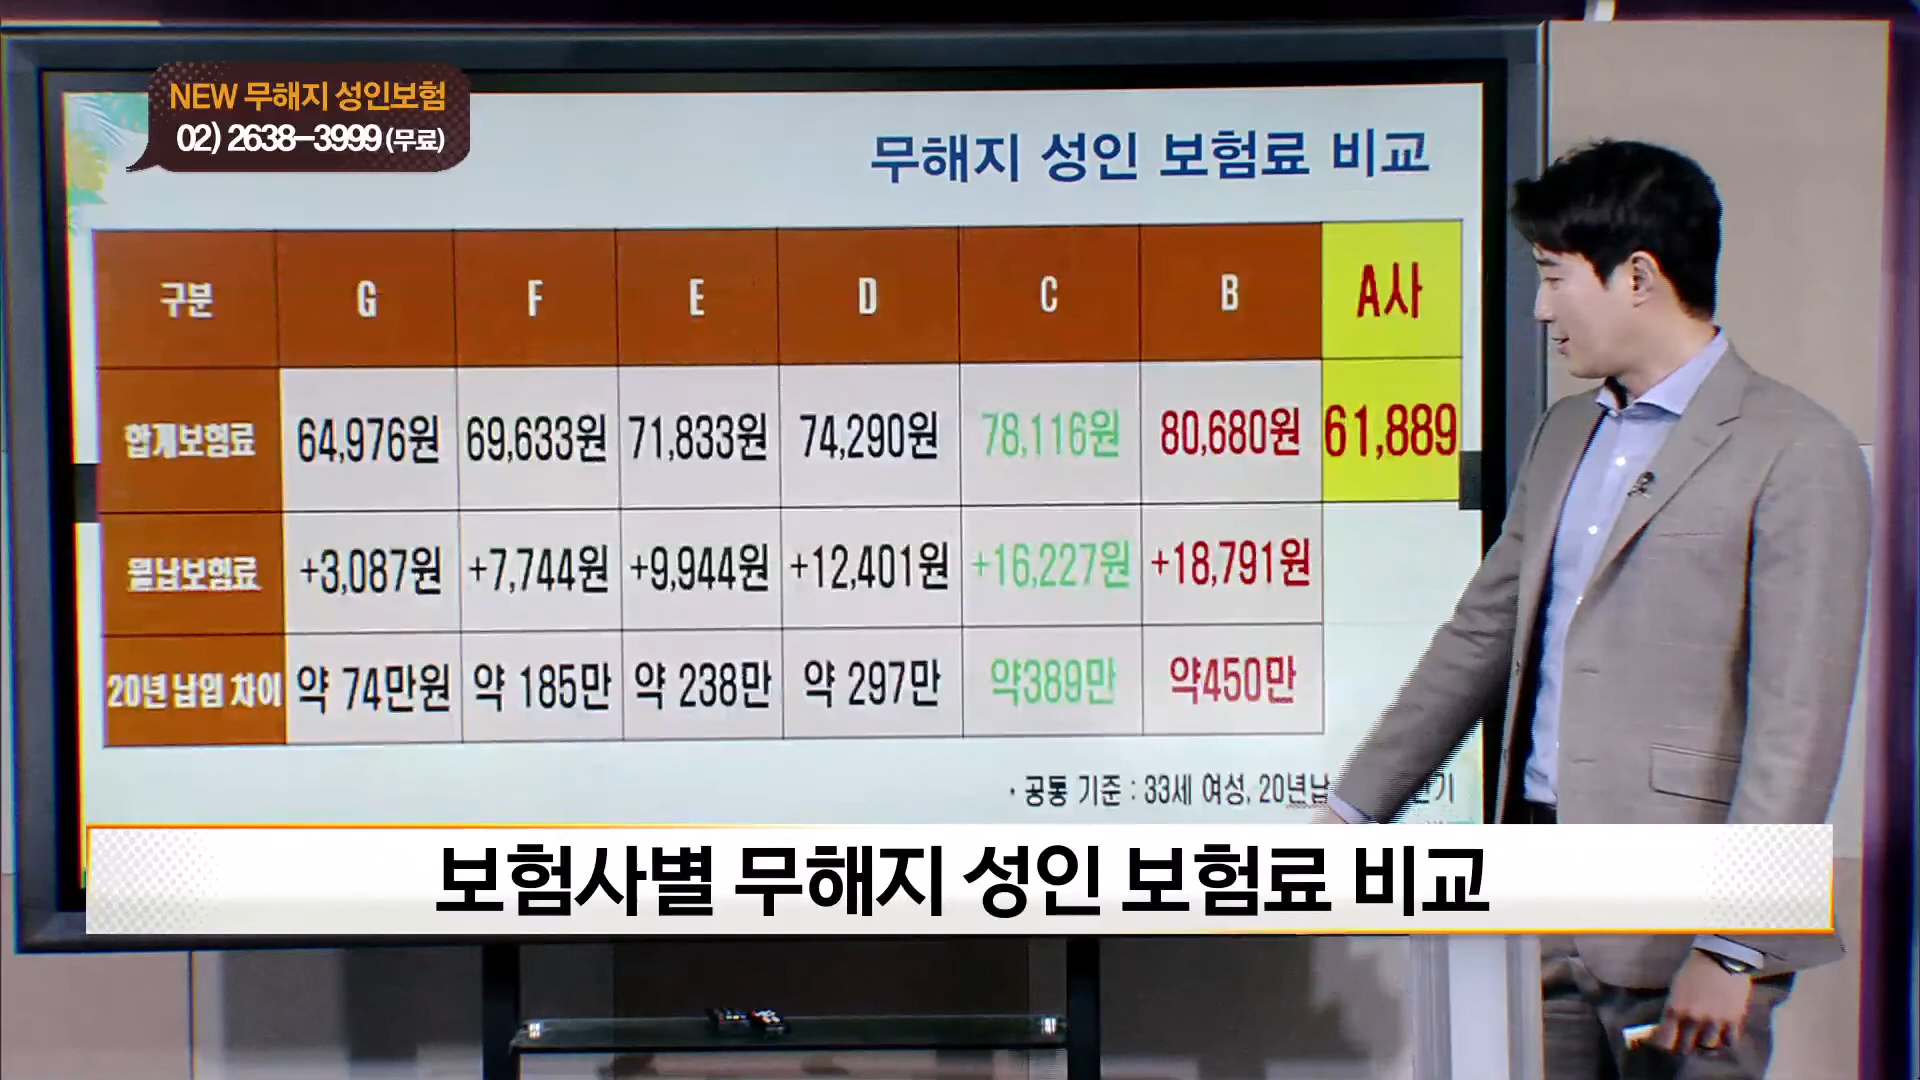 NEW 무해지 성인보험
02) 2638-3999 (무료)
무해지 성인 보험료 비교
구분 G F E D C B A사
합계보험료 64,976원 69,633원 71,833원 74,290원 78,116원 80,680원 61,889
월납보험료 +3,087원 +7,744원 +9,944원 +12,401원 +16,227원 +18,791원
20년 납입 차이 약 74만원 약 185만 약 238만 약 297만 약389만 약450만
· 공통 기준 : 33세 여성, 20년납
보험사별 무해지 성인 보험료 비교